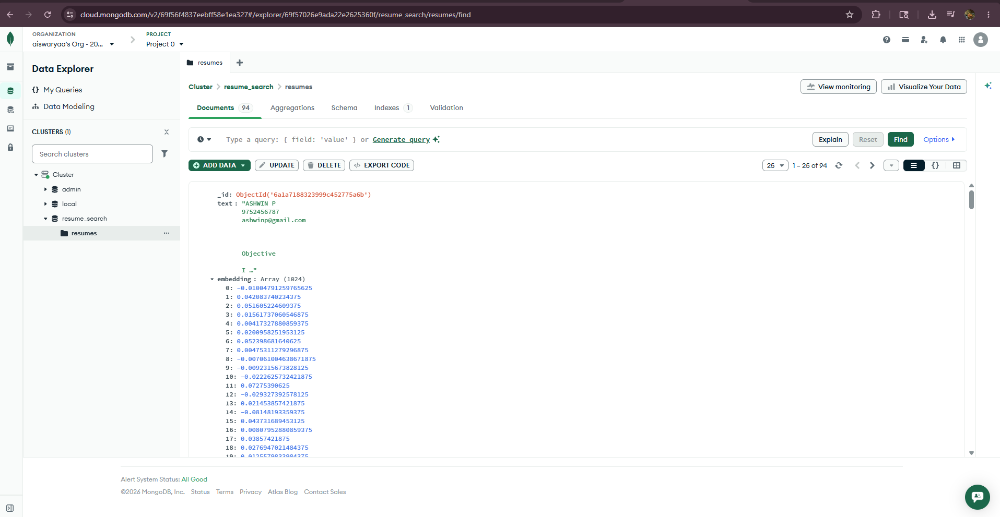 cloud.mongodb.com/v2/69f56f4837eebff58e1ea327#/explorer/69f57026e9ada22e2625360f/resume_search/resumes/find
ORGANIZATION
aiswaryaa's Org - 20...
PROJECT
Project 0
Data Explorer
My Queries
Data Modeling
CLUSTERS (1)
Search clusters
Cluster
admin
local
resume_search
resumes
...
resumes
Cluster > resume_search > resumes
View monitoring
Visualize Your Data
Documents 94
Aggregations
Schema
Indexes 1
Validation
Type a query: { field: 'value' } or Generate query
Explain
Reset
Find
Options
ADD DATA
UPDATE
DELETE
EXPORT CODE
25
1 – 25 of 94
_id: ObjectId('6a1a7188323999c452775a6b')
text : "ASHWIN P
9752456787
ashwinp@gmail.com
Objective
I …"
embedding : Array (1024)
0: -0.01004791259765625
1: 0.042083740234375
2: 0.051605224609375
3: 0.01561737060546875
4: 0.00417327880859375
5: 0.0200958251953125
6: 0.052398681640625
7: 0.00475311279296875
8: -0.007061004638671875
9: -0.0092315673828125
10: -0.0222625732421875
11: 0.07275390625
12: -0.029327392578125
13: 0.021453857421875
14: -0.08148193359375
15: 0.043731689453125
16: 0.00807952880859375
17: 0.03857421875
18: 0.0276947021484375
19: 0.0125579833984375
Alert System Status: All Good
©2026 MongoDB, Inc. Status Terms Privacy Atlas Blog Contact Sales